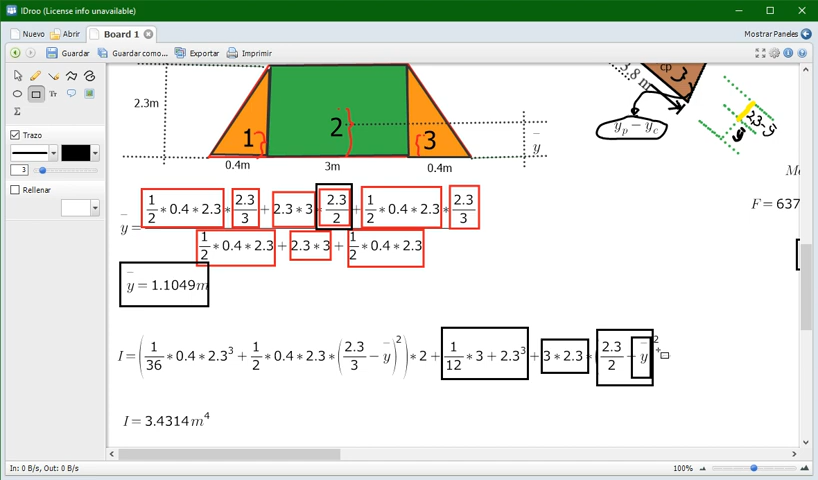 IDroo (License info unavailable)
Nuevo Abrir Board 1 Mostrar Paneles
Guardar Guardar como... Exportar Imprimir
Trazo
3
Rellenar
2.3m
1 2 3
0.4m 3m 0.4m
y̅
3.8 m
cp
y_p − y_c
2,3-y̅
M
F = 637
y̅ = (1/2 * 0.4 * 2.3 * 2.3/3 + 2.3 * 3 * 2.3/2 + 1/2 * 0.4 * 2.3 * 2.3/3) / (1/2 * 0.4 * 2.3 + 2.3 * 3 + 1/2 * 0.4 * 2.3)
y̅ = 1.1049m
I = (1/36 * 0.4 * 2.3³ + 1/2 * 0.4 * 2.3 * (2.3/3 − y̅)²) * 2 + 1/12 * 3 + 2.3³ + 3 * 2.3 * (2.3/2 − y̅)²
I = 3.4314m⁴
In: 0 B/s, Out: 0 B/s 100%